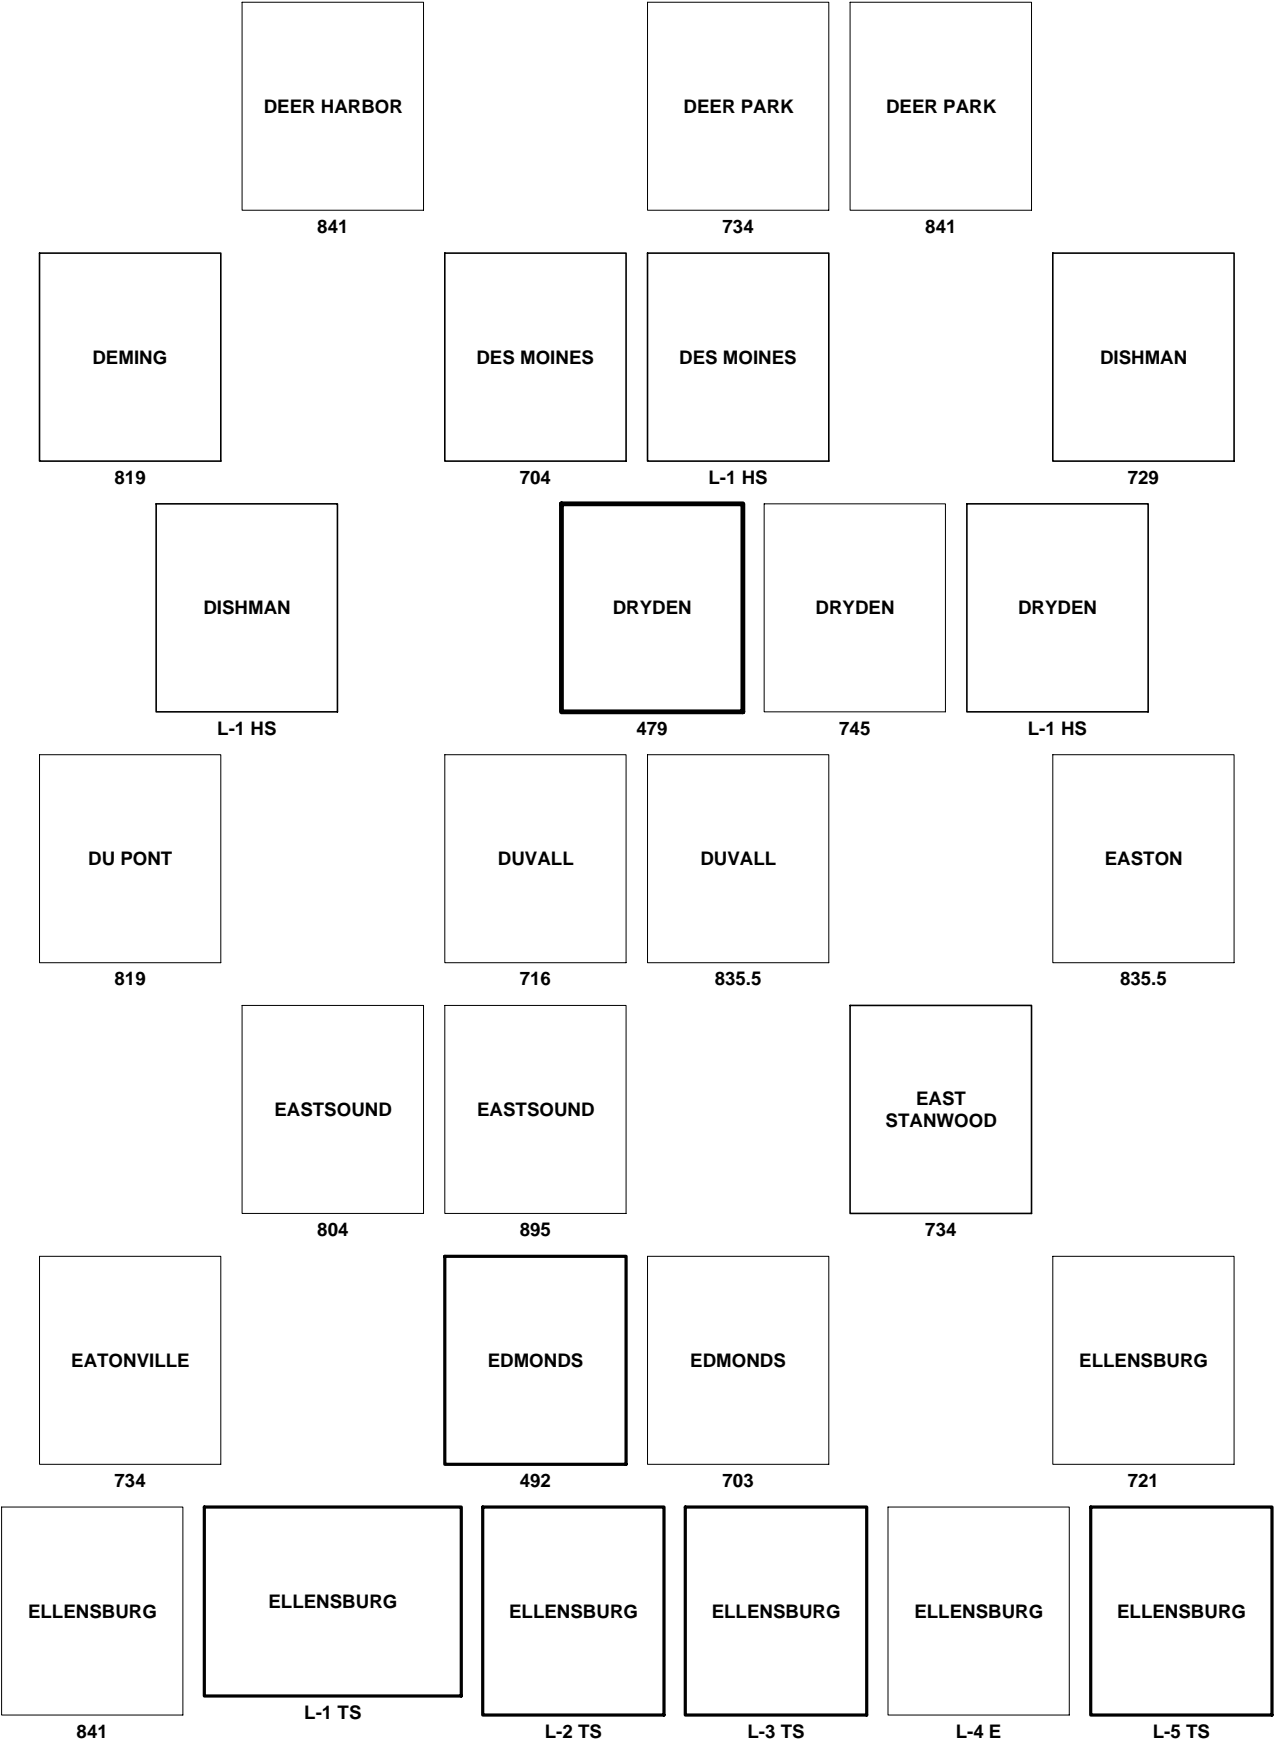 DEER HARBOR
841
DEER PARK
734
DEER PARK
841
DEMING
819
DES MOINES
704
DES MOINES
L-1 HS
DISHMAN
729
DISHMAN
L-1 HS
DRYDEN
479
DRYDEN
745
DRYDEN
L-1 HS
DU PONT
819
DUVALL
716
DUVALL
835.5
EASTON
835.5
EASTSOUND
804
EASTSOUND
895
EAST
STANWOOD
734
EATONVILLE
734
EDMONDS
492
EDMONDS
703
ELLENSBURG
721
ELLENSBURG
841
ELLENSBURG
L-1 TS
ELLENSBURG
L-2 TS
ELLENSBURG
L-3 TS
ELLENSBURG
L-4 E
ELLENSBURG
L-5 TS